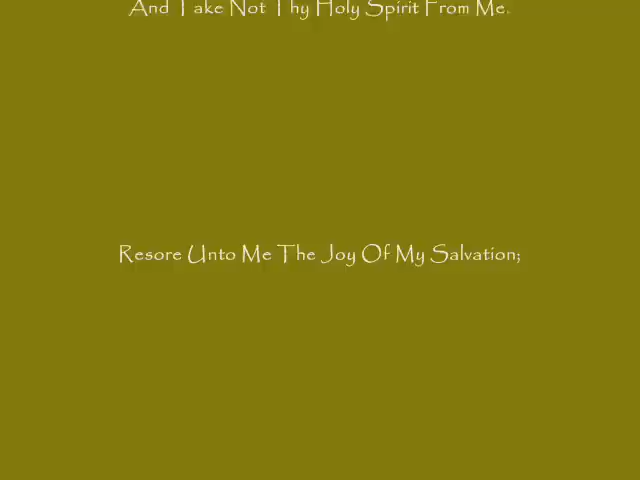 And Take Not Thy Holy Spirit From Me.
Resore Unto Me The Joy Of My Salvation;